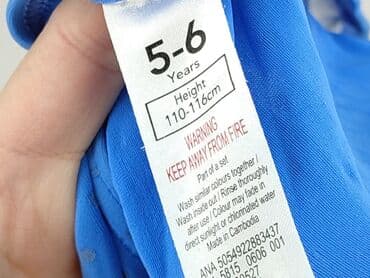 5-6
Years
Height
110-116cm
WARNING
KEEP AWAY FROM FIRE
Part of a set
Wash similar colours together /
Wash inside out / Rinse thoroughly
after use / Colour may fade in
direct sunlight or chlorinated water
Made in Cambodia
ANA 5054922883437
5815 0606 001